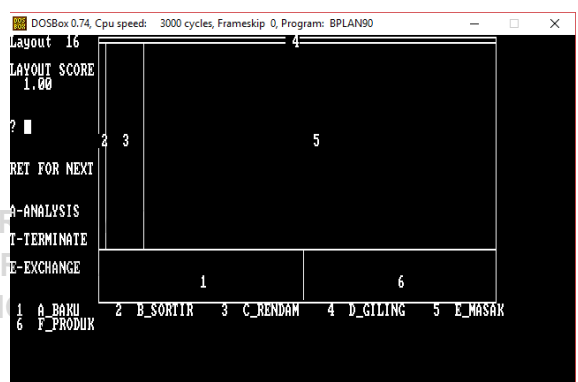 DOSBox 0.74, Cpu speed: 3000 cycles, Frameskip 0, Program: BPLAN90
Layout 16
4
LAYOUT SCORE
1.00
? 
2 3 5
RET FOR NEXT
A-ANALYSIS
T-TERMINATE
E-EXCHANGE
1 6
1 A_BAKU 2 B_SORTIR 3 C_RENDAM 4 D_GILING 5 E_MASAK
6 F_PRODUK